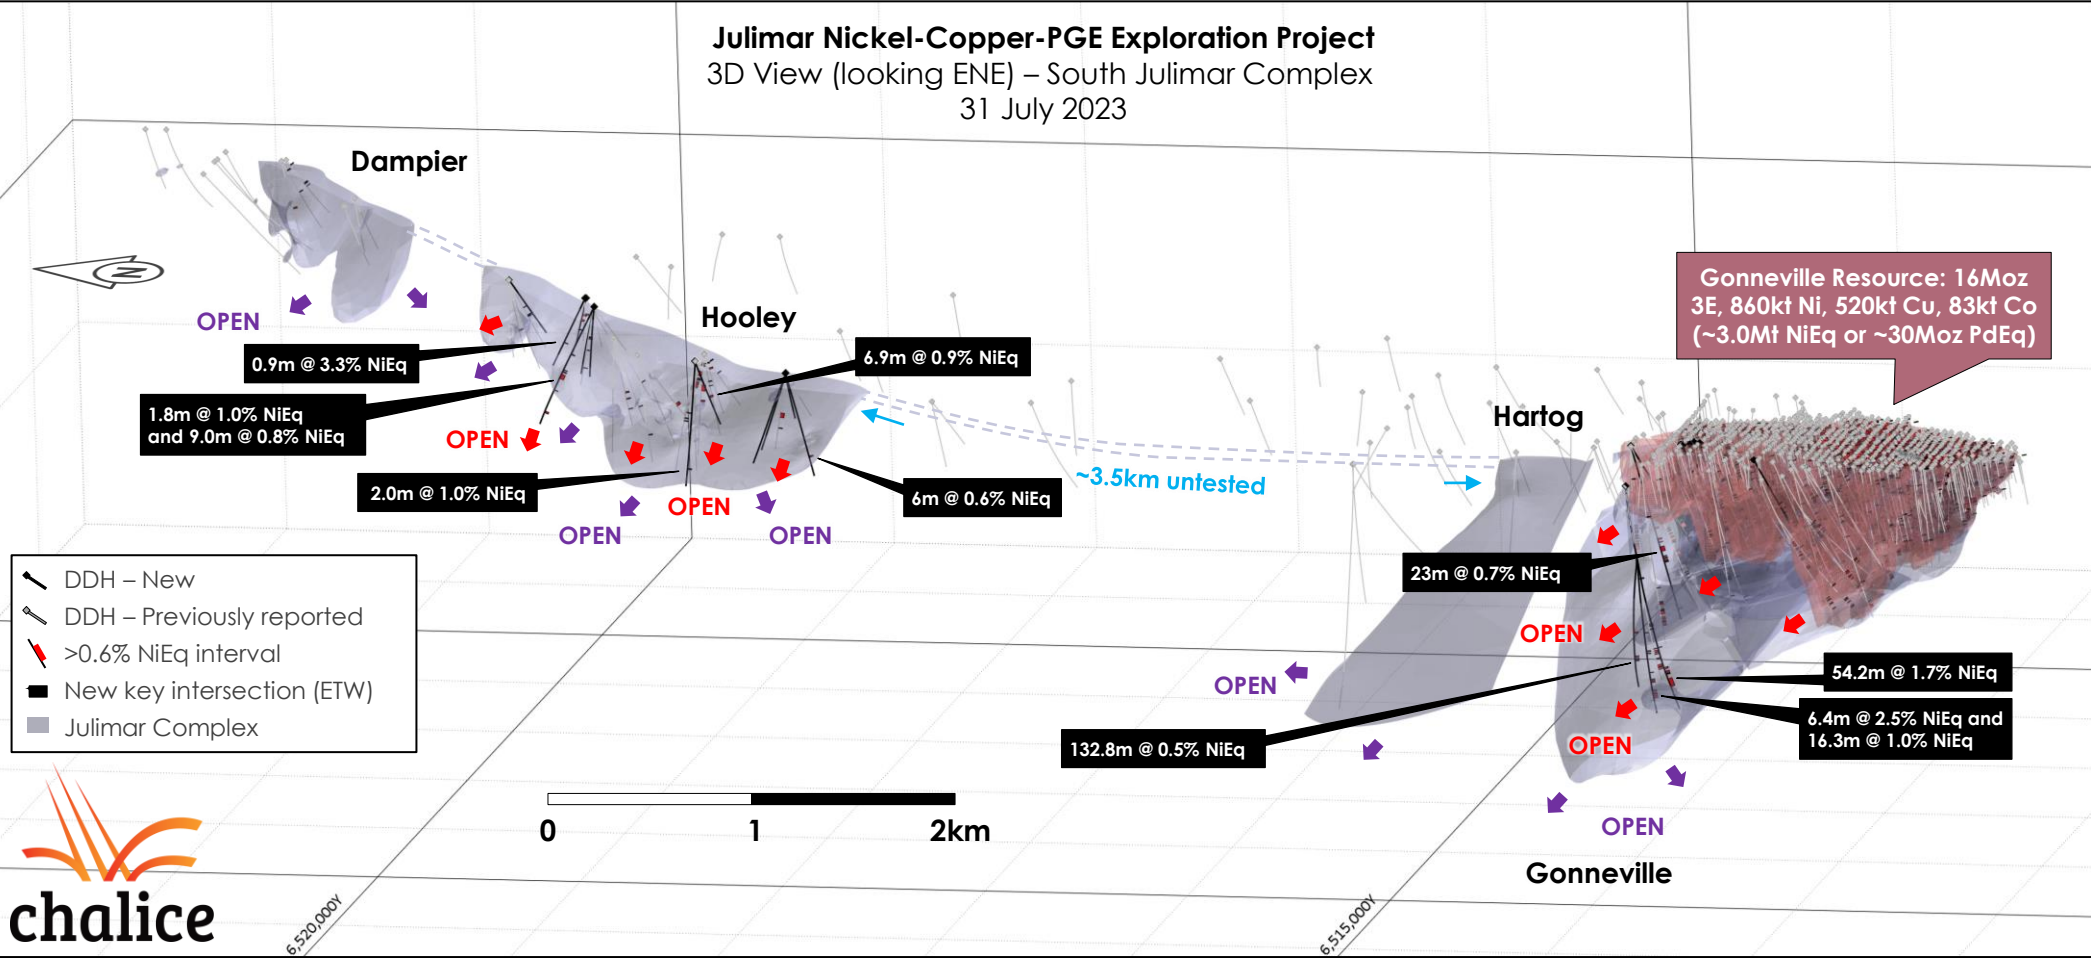 Julimar Nickel-Copper-PGE Exploration Project
3D View (looking ENE) – South Julimar Complex
31 July 2023
Dampier
N
OPEN
Hooley
0.9m @ 3.3% NiEq
1.8m @ 1.0% NiEq
and 9.0m @ 0.8% NiEq
OPEN
6.9m @ 0.9% NiEq
2.0m @ 1.0% NiEq
OPEN
6m @ 0.6% NiEq
OPEN
OPEN
~3.5km untested
Hartog
Gonneville Resource: 16Moz
3E, 860kt Ni, 520kt Cu, 83kt Co
(~3.0Mt NiEq or ~30Moz PdEq)
23m @ 0.7% NiEq
OPEN
OPEN
54.2m @ 1.7% NiEq
6.4m @ 2.5% NiEq and
16.3m @ 1.0% NiEq
132.8m @ 0.5% NiEq
OPEN
OPEN
Gonneville
DDH – New
DDH – Previously reported
>0.6% NiEq interval
New key intersection (ETW)
Julimar Complex
0 1 2km
chalice
6,520,000Y
6,515,000Y